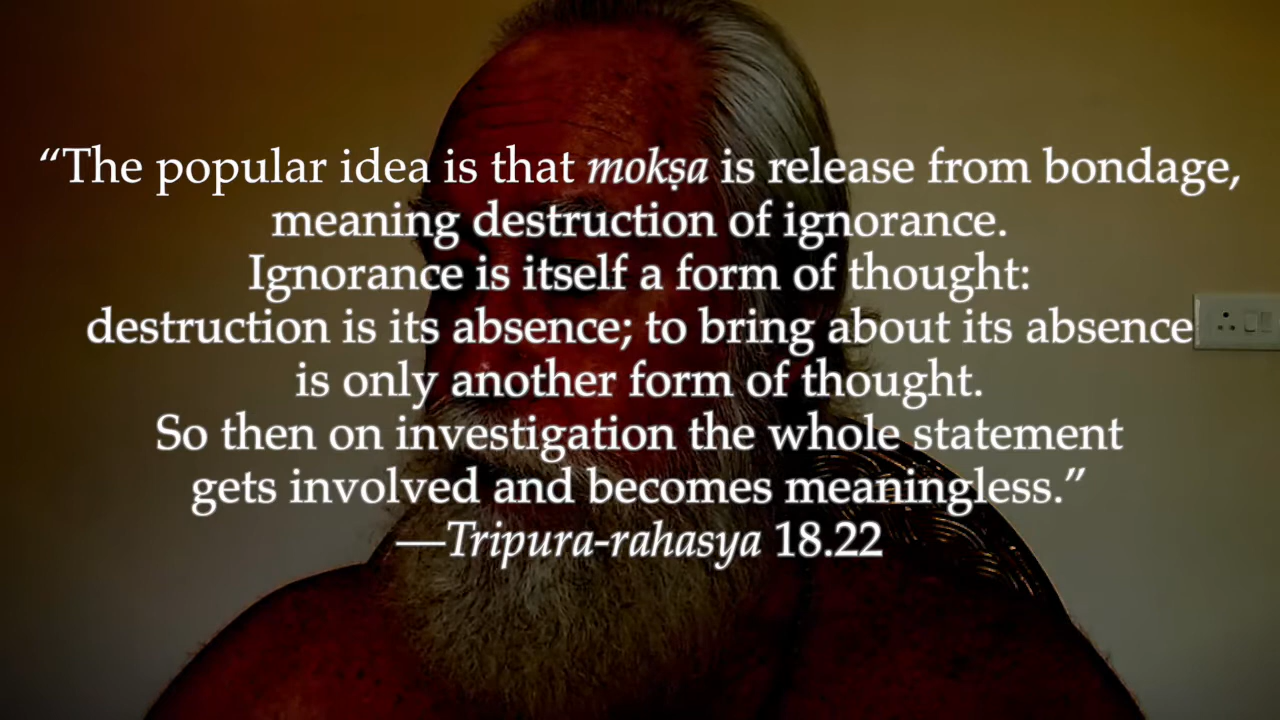 “The popular idea is that mokṣa is release from bondage,
meaning destruction of ignorance.
Ignorance is itself a form of thought:
destruction is its absence; to bring about its absence
is only another form of thought.
So then on investigation the whole statement
gets involved and becomes meaningless.”
—Tripura-rahasya 18.22